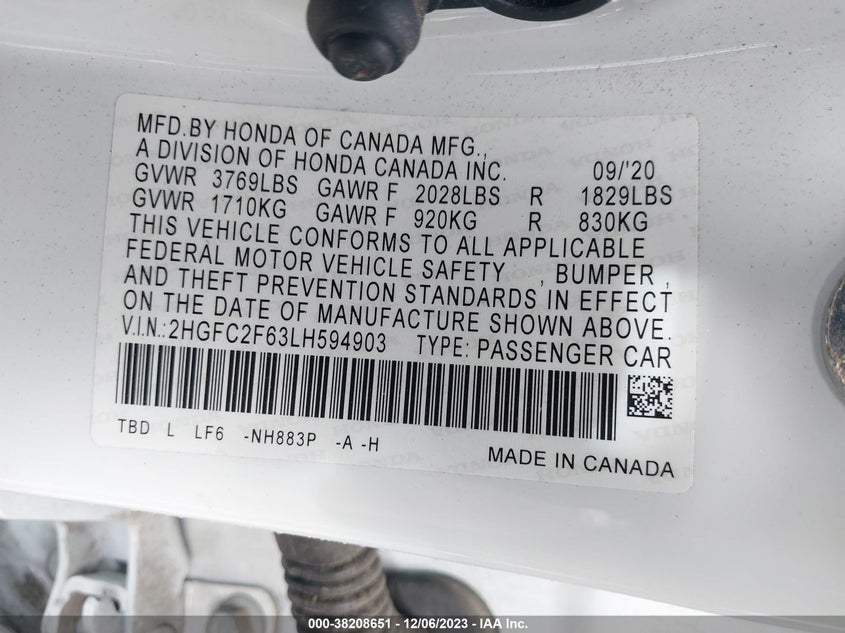 MFD.BY HONDA OF CANADA MFG.,
A DIVISION OF HONDA CANADA INC. 09/'20
GVWR 3769LBS GAWR F 2028LBS R 1829LBS
GVWR 1710KG GAWR F 920KG R 830KG
THIS VEHICLE CONFORMS TO ALL APPLICABLE
FEDERAL MOTOR VEHICLE SAFETY , BUMPER ,
AND THEFT PREVENTION STANDARDS IN EFFECT
ON THE DATE OF MANUFACTURE SHOWN ABOVE.
V.I.N.:2HGFC2F63LH594903 TYPE: PASSENGER CAR
TBD L LF6 -NH883P -A -H
MADE IN CANADA
000-38208651 - 12/06/2023 - IAA Inc.